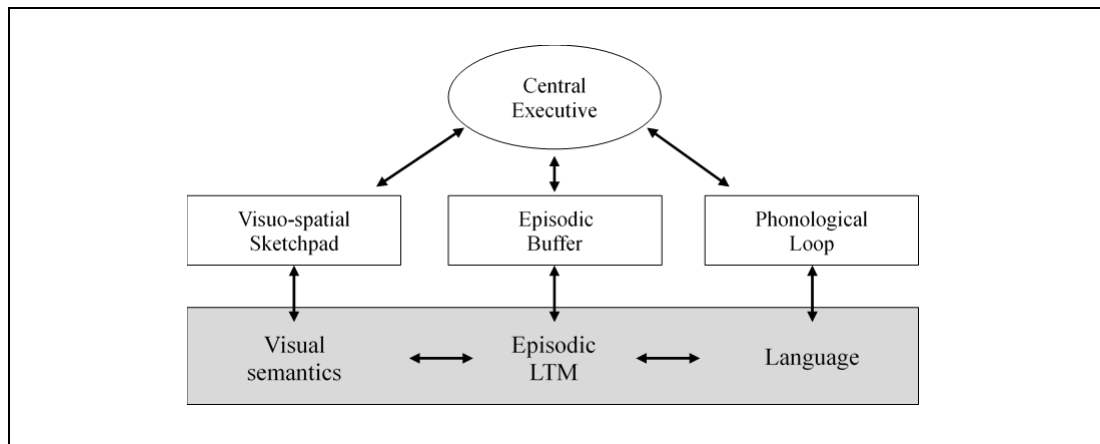 Central
Executive
Visuo-spatial
Sketchpad
Episodic
Buffer
Phonological
Loop
Visual
semantics
Episodic
LTM
Language